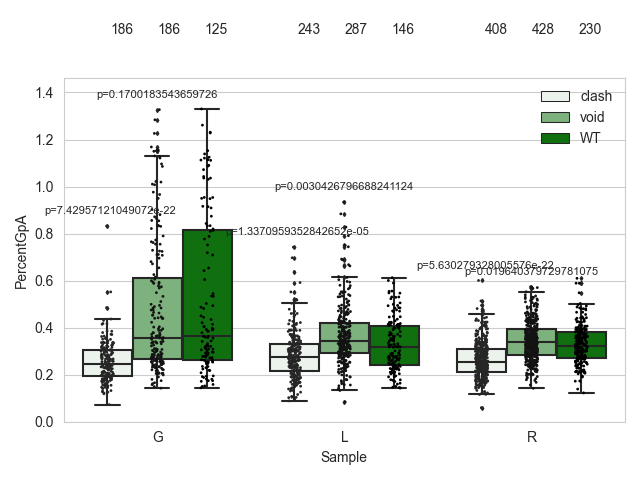 186 186 125 243 287 146 408 428 230
1.4
p=0.1700183543659726
clash
void
WT
1.2
1.0
p=0.0030426796688241124
p=7.42957121049072e-22
0.8
p=1.3370959352842652e-05
p=5.630279328005576e-22
p=0.019640379729781075
0.6
0.4
0.2
0.0
PercentGpA
G L R
Sample